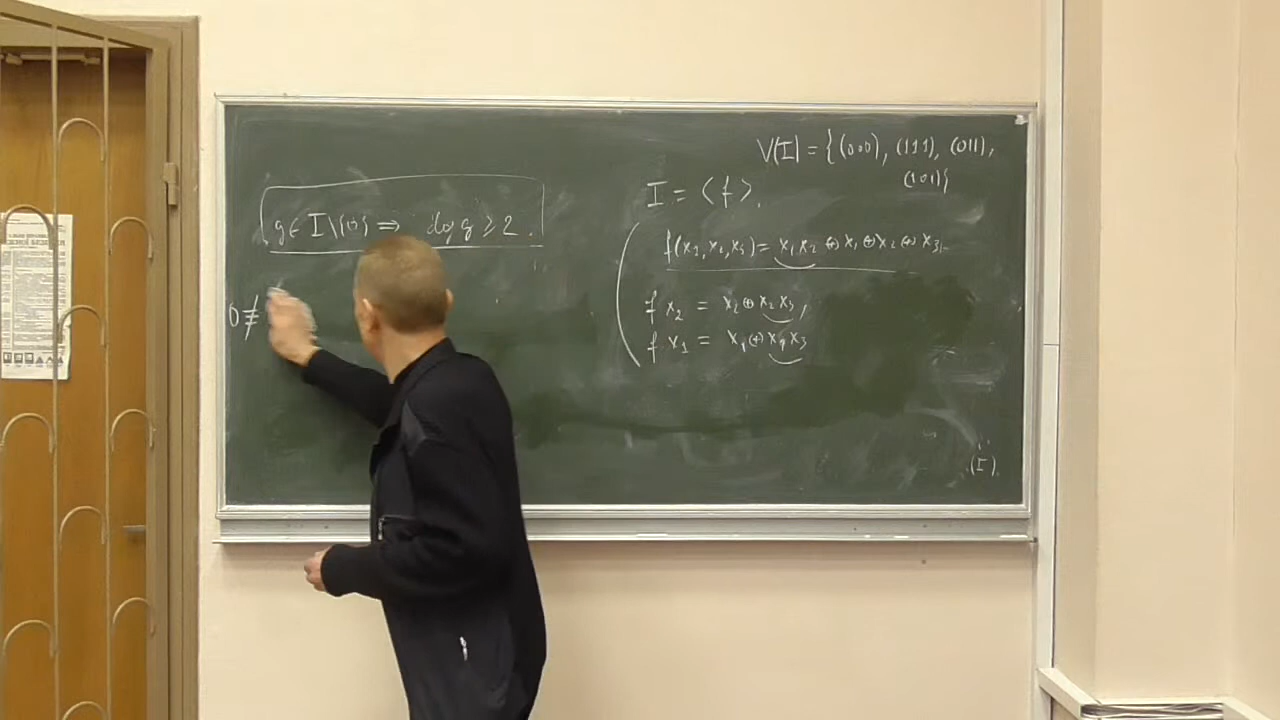 g ∈ I \ {0} ⇒ deg g ≥ 2.
0 ≠
V(I) = {(000), (111), (011),
(101)}
I = ⟨f⟩.
f(x₁, x₂, x₃) = x₁x₂ ⊕ x₁ ⊕ x₂ ⊕ x₃
f x₂ = x₂ ⊕ x₂x₃,
f x₁ = x₁ ⊕ x₁x₃
(I)